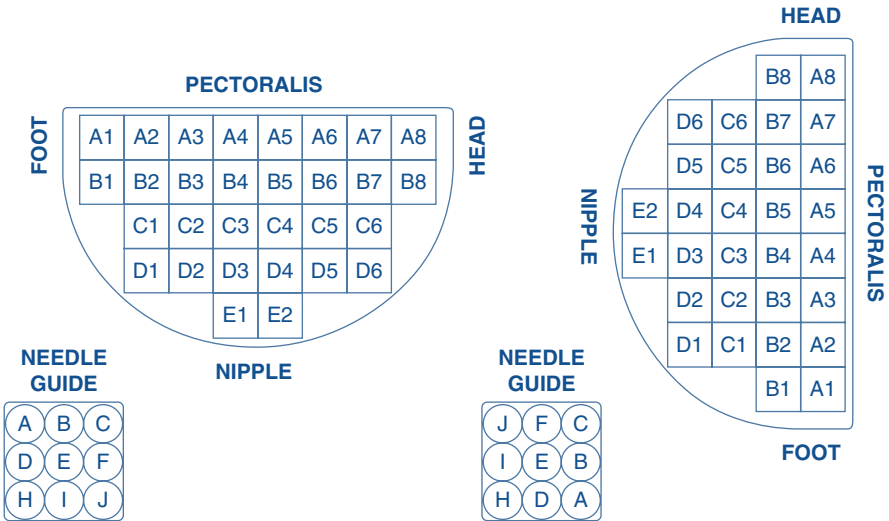 PECTORALIS
FOOT
HEAD
A1 A2 A3 A4 A5 A6 A7 A8
B1 B2 B3 B4 B5 B6 B7 B8
C1 C2 C3 C4 C5 C6
D1 D2 D3 D4 D5 D6
E1 E2
NIPPLE
NEEDLE
GUIDE
A B C
D E F
H I J
HEAD
B8 A8
D6 C6 B7 A7
D5 C5 B6 A6
E2 D4 C4 B5 A5
E1 D3 C3 B4 A4
D2 C2 B3 A3
D1 C1 B2 A2
B1 A1
NIPPLE
PECTORALIS
FOOT
NEEDLE
GUIDE
J F C
I E B
H D A